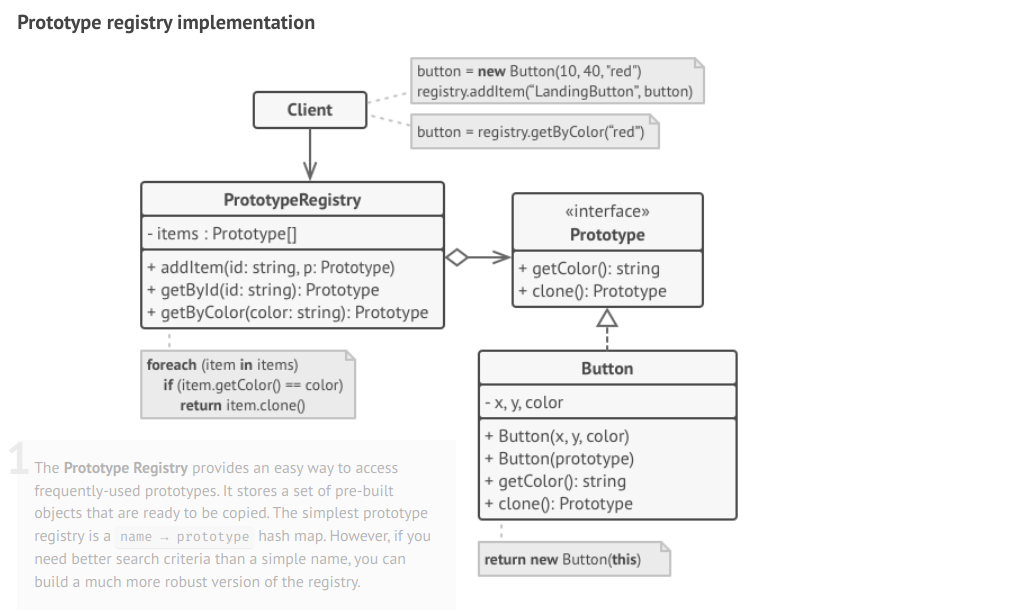 Prototype registry implementation
button = new Button(10, 40, "red")
registry.addItem("LandingButton", button)
Client
button = registry.getByColor("red")
PrototypeRegistry
- items : Prototype[]
+ addItem(id: string, p: Prototype)
+ getById(id: string): Prototype
+ getByColor(color: string): Prototype
«interface»
Prototype
+ getColor(): string
+ clone(): Prototype
foreach (item in items)
if (item.getColor() == color)
return item.clone()
Button
- x, y, color
+ Button(x, y, color)
+ Button(prototype)
+ getColor(): string
+ clone(): Prototype
return new Button(this)
1
The Prototype Registry provides an easy way to access
frequently-used prototypes. It stores a set of pre-built
objects that are ready to be copied. The simplest prototype
registry is a name → prototype hash map. However, if you
need better search criteria than a simple name, you can
build a much more robust version of the registry.